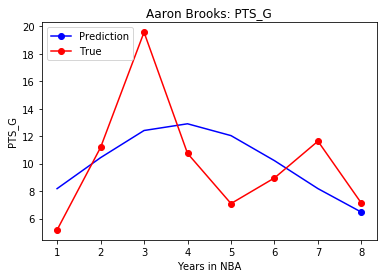 Aaron Brooks: PTS_G
Prediction
True
PTS_G
20
18
16
14
12
10
8
6
1 2 3 4 5 6 7 8
Years in NBA